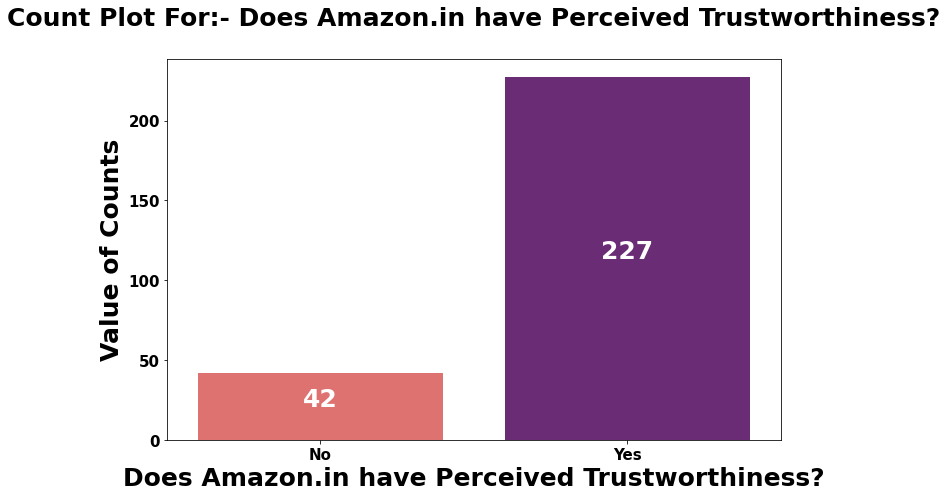 Count Plot For:- Does Amazon.in have Perceived Trustworthiness?
Value of Counts
200
150
100
50
0
42
227
No
Yes
Does Amazon.in have Perceived Trustworthiness?